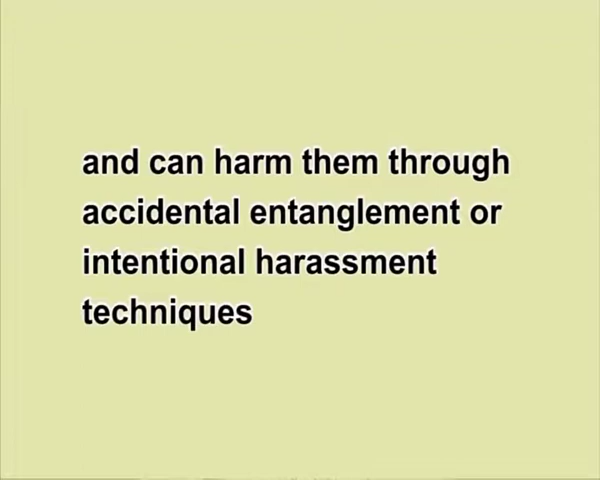 and can harm them through
accidental entanglement or
intentional harassment
techniques